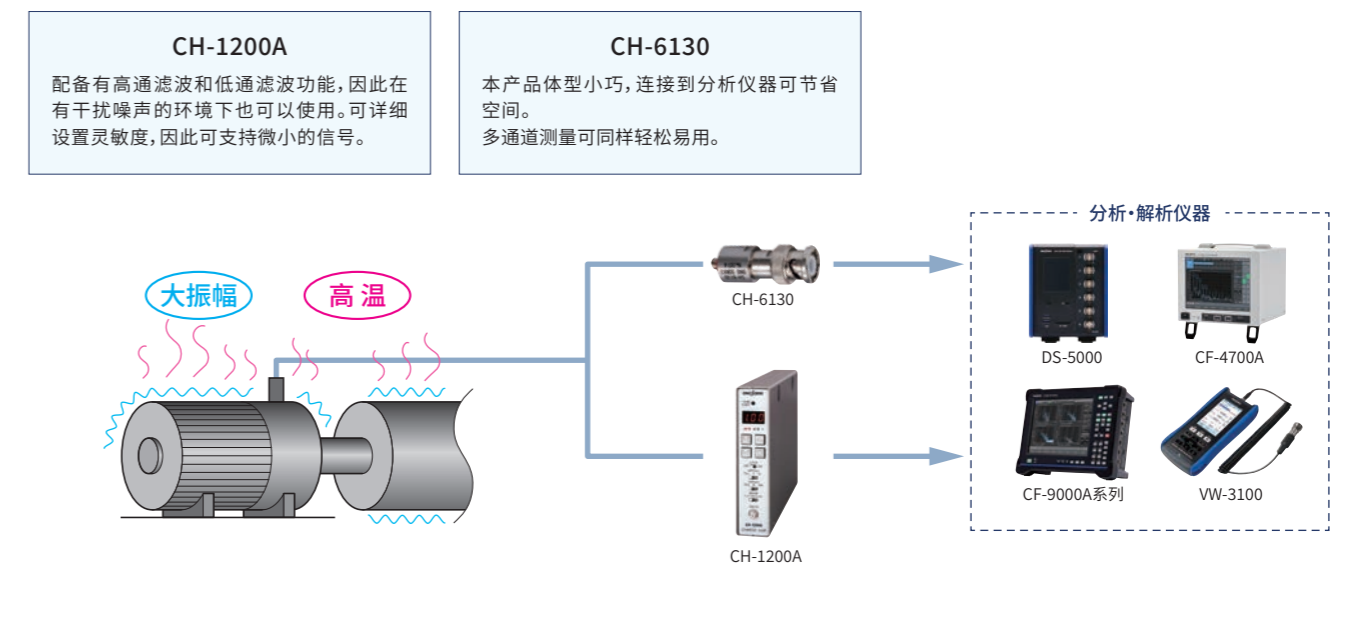 CH-1200A
配备有高通滤波和低通滤波功能，因此在
有干扰噪声的环境下也可以使用。可详细
设置灵敏度，因此可支持微小的信号。
CH-6130
本产品体型小巧，连接到分析仪器可节省
空间。
多通道测量可同样轻松易用。
分析・解析仪器
大振幅
高温
CH-6130
DS-5000
CF-4700A
CF-9000A系列
VW-3100
CH-1200A